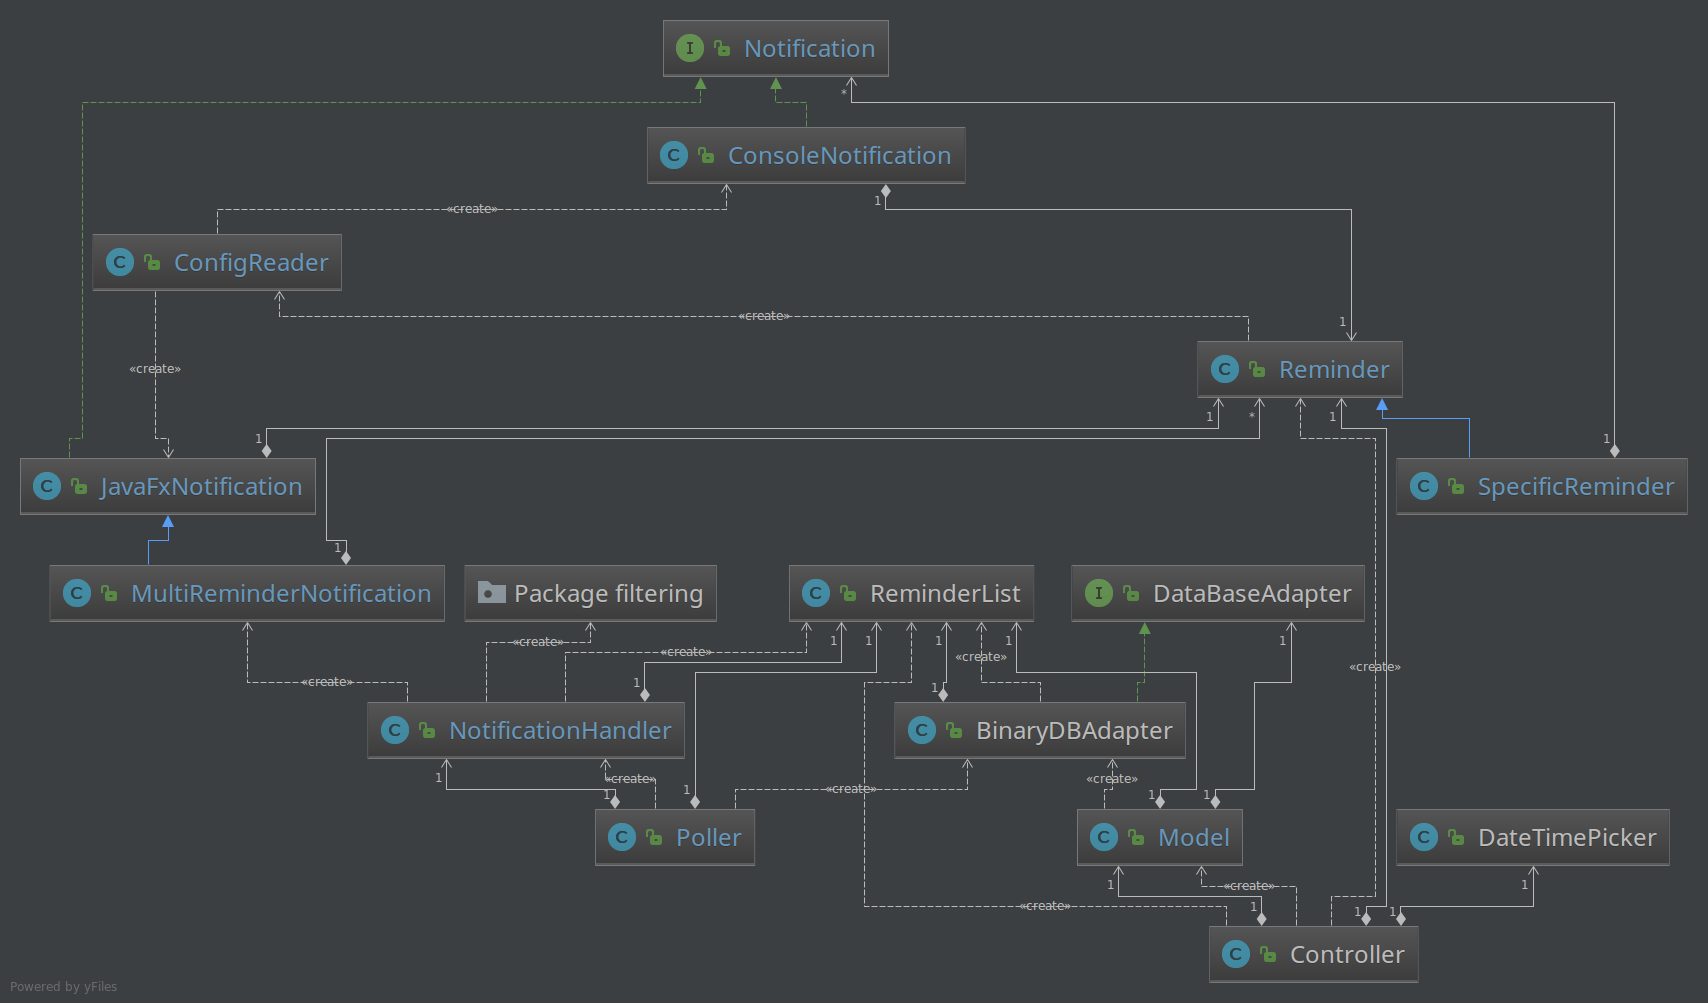 I Notification
*
C ConsoleNotification
1
«create»
C ConfigReader
«create»
1
«create»
C Reminder
1
*
1
1
1
C JavaFxNotification
C SpecificReminder
1
C MultiReminderNotification
Package filtering
C ReminderList
I DataBaseAdapter
«create»
1
1
1
1
1
«create»
«create»
«create»
«create»
1
1
C NotificationHandler
C BinaryDBAdapter
1
«create»
«create»
1
1
«create»
1
1
C Poller
C Model
C DateTimePicker
1
«create»
1
«create»
1
1
1
C Controller
Powered by yFiles